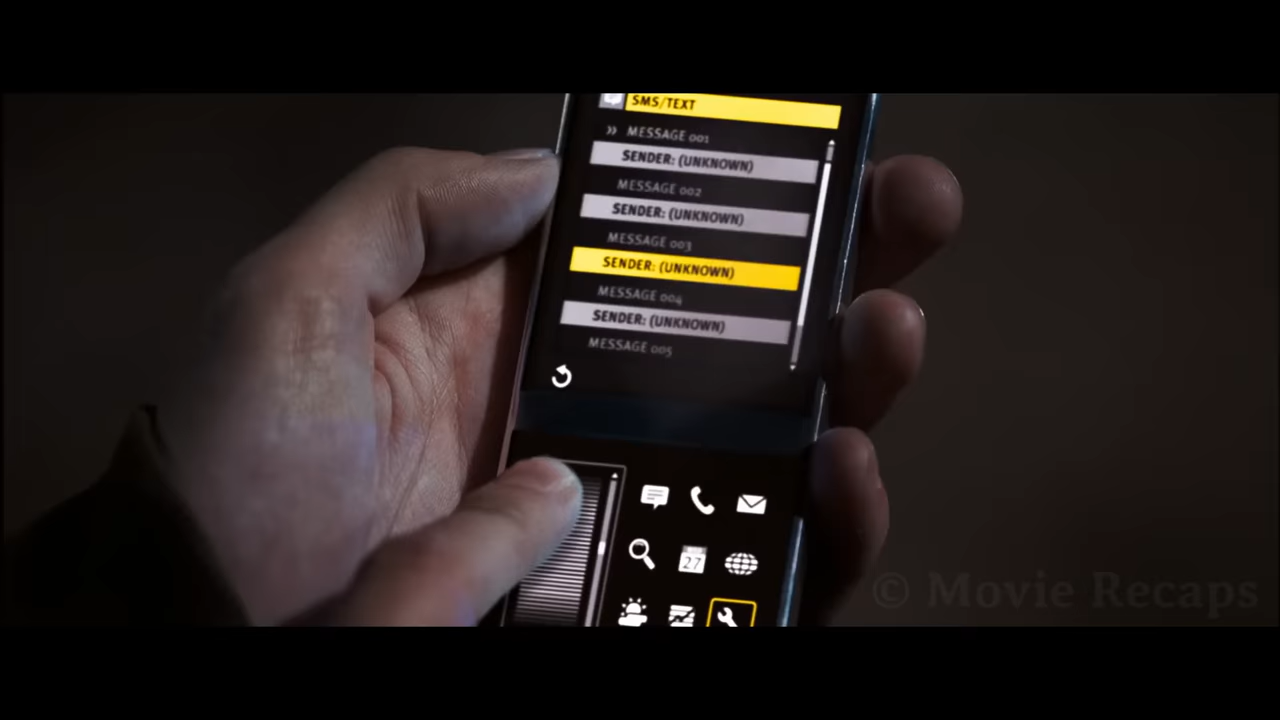 SMS/TEXT
» MESSAGE 001
SENDER: (UNKNOWN)
MESSAGE 002
SENDER: (UNKNOWN)
MESSAGE 003
SENDER: (UNKNOWN)
MESSAGE 004
SENDER: (UNKNOWN)
MESSAGE 005
27
© Movie Recaps